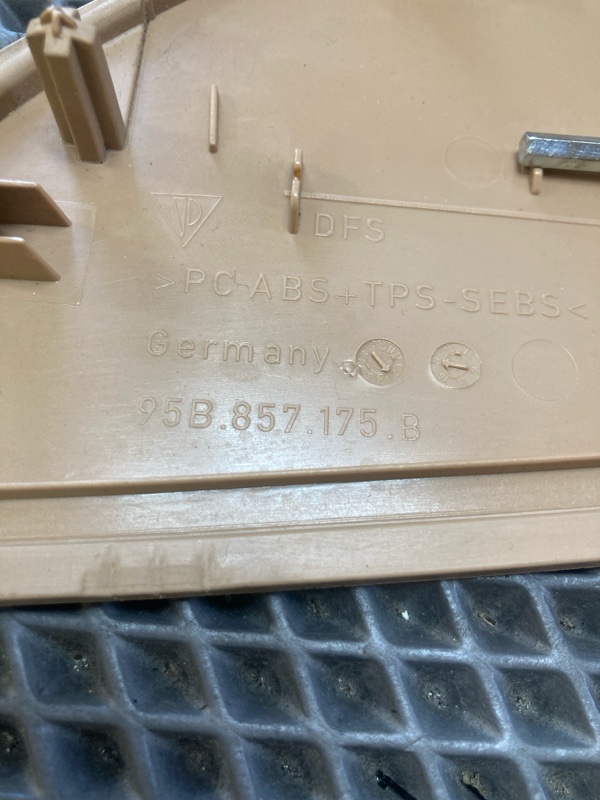 DFS
>PC-ABS+TPS-SEBS<
Germany
95B.857.175.B